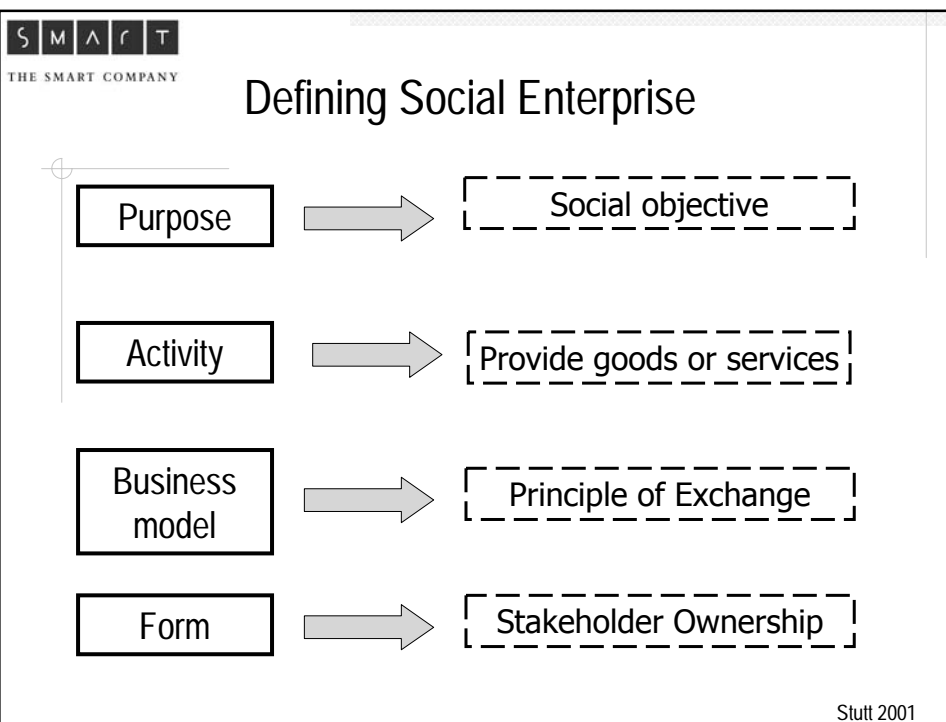 SMART
THE SMART COMPANY
Defining Social Enterprise
Purpose
Social objective
Activity
Provide goods or services
Business
model
Principle of Exchange
Form
Stakeholder Ownership
Stutt 2001